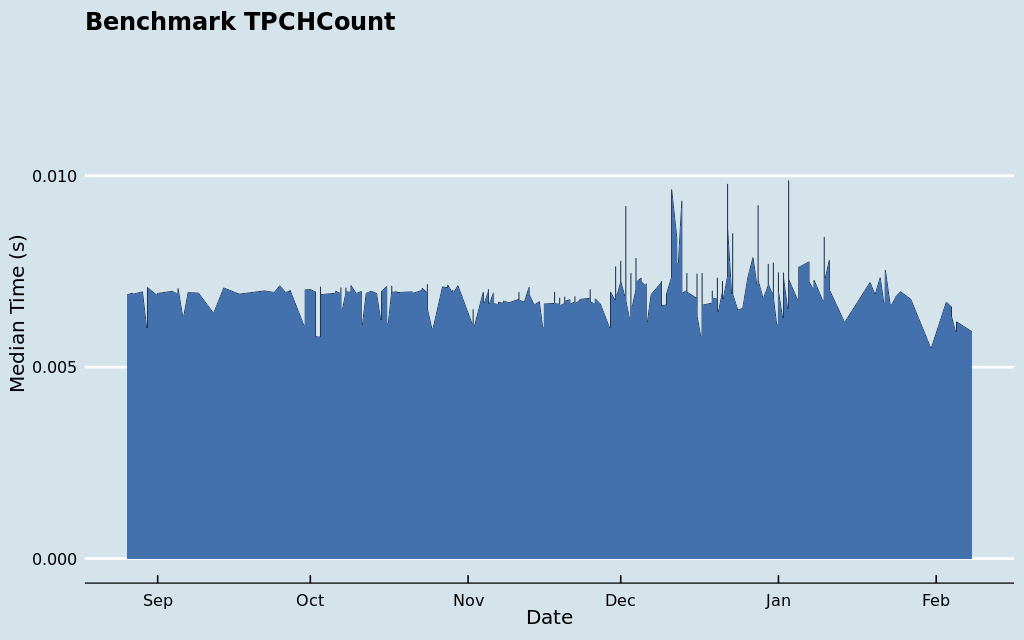 Benchmark TPCHCount
Median Time (s)
0.010
0.005
0.000
Sep Oct Nov Dec Jan Feb
Date